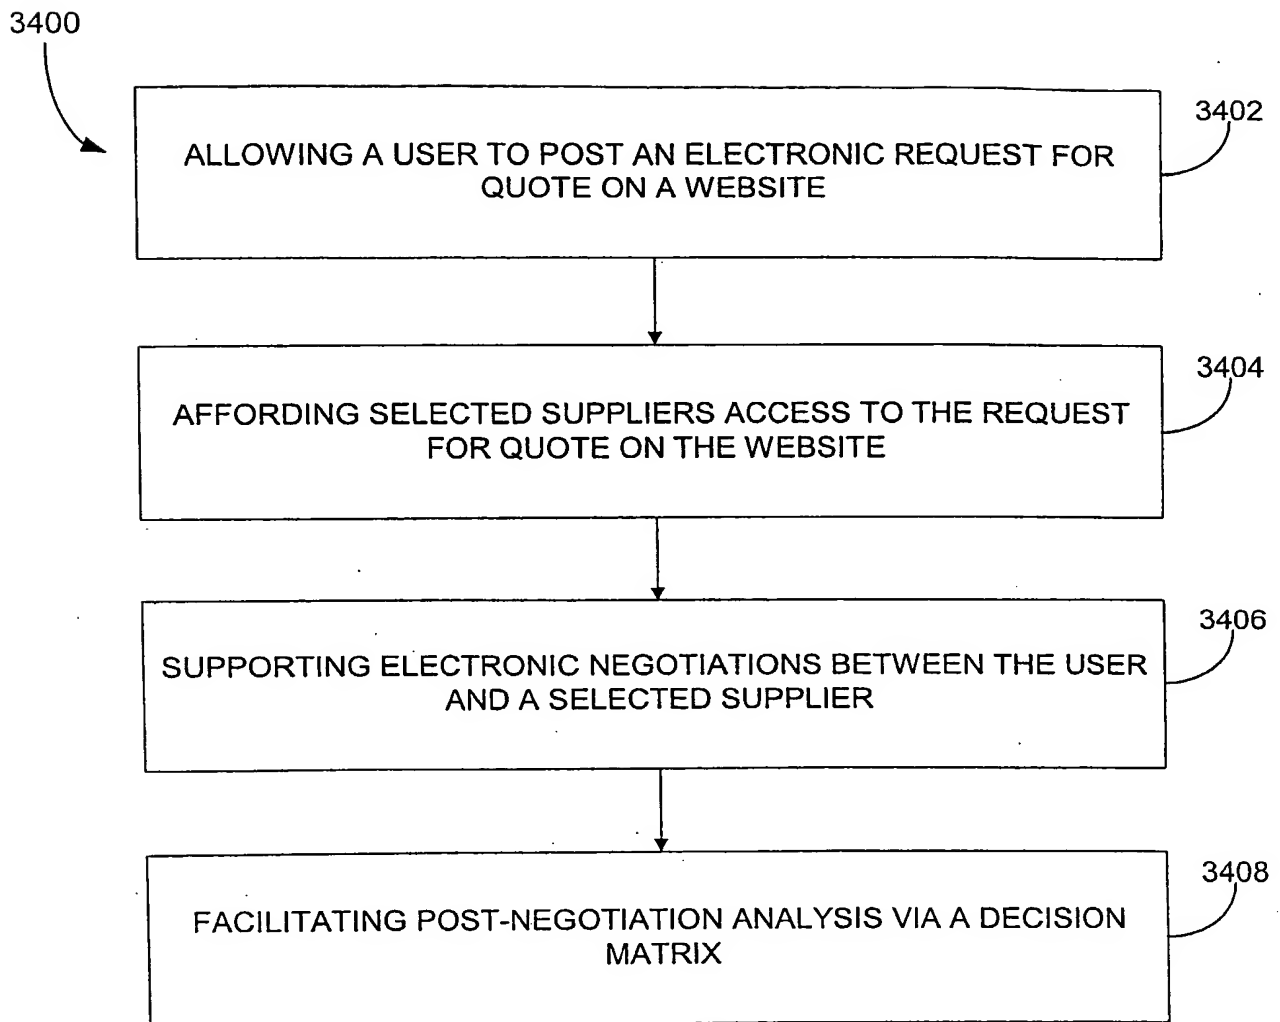 3400
3402
ALLOWING A USER TO POST AN ELECTRONIC REQUEST FOR
QUOTE ON A WEBSITE
3404
AFFORDING SELECTED SUPPLIERS ACCESS TO THE REQUEST
FOR QUOTE ON THE WEBSITE
3406
SUPPORTING ELECTRONIC NEGOTIATIONS BETWEEN THE USER
AND A SELECTED SUPPLIER
3408
FACILITATING POST-NEGOTIATION ANALYSIS VIA A DECISION
MATRIX